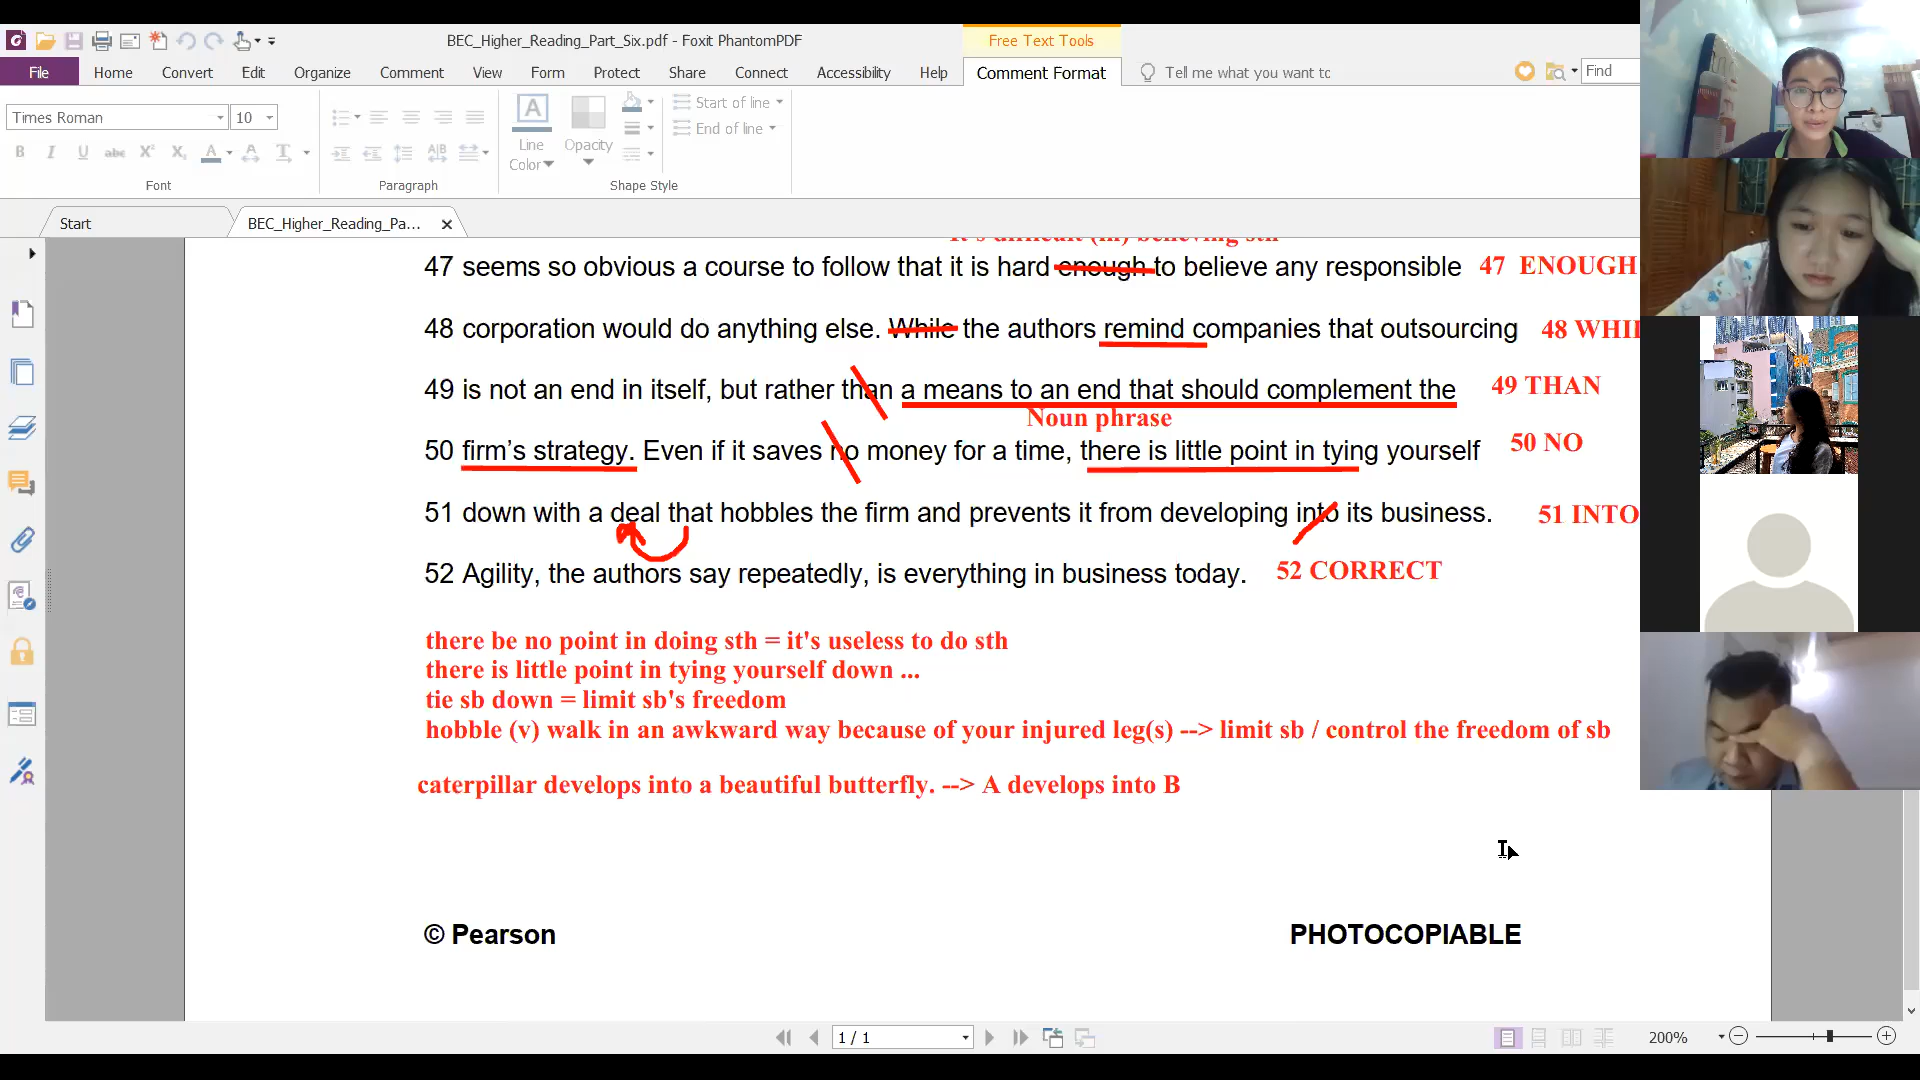 BEC_Higher_Reading_Part_Six.pdf - Foxit PhantomPDF
Free Text Tools
File Home Convert Edit Organize Comment View Form Protect Share Connect Accessibility Help Comment Format Tell me what you want to Find
Times Roman 10
Start of line
End of line
Line Color
Opacity
Font Paragraph Shape Style
Start BEC_Higher_Reading_Pa...
47 seems so obvious a course to follow that it is hard enough to believe any responsible 47 ENOUGH
48 corporation would do anything else. While the authors remind companies that outsourcing 48
49 is not an end in itself, but rather than a means to an end that should complement the 49 THAN
Noun phrase
50 firm's strategy. Even if it saves no money for a time, there is little point in tying yourself 50 NO
51 down with a deal that hobbles the firm and prevents it from developing into its business. 51 INTO
52 Agility, the authors say repeatedly, is everything in business today. 52 CORRECT
there be no point in doing sth = it's useless to do sth
there is little point in tying yourself down ...
tie sb down = limit sb's freedom
hobble (v) walk in an awkward way because of your injured leg(s) --> limit sb / control the freedom of sb
caterpillar develops into a beautiful butterfly. --> A develops into B
© Pearson PHOTOCOPIABLE
1 / 1 200%